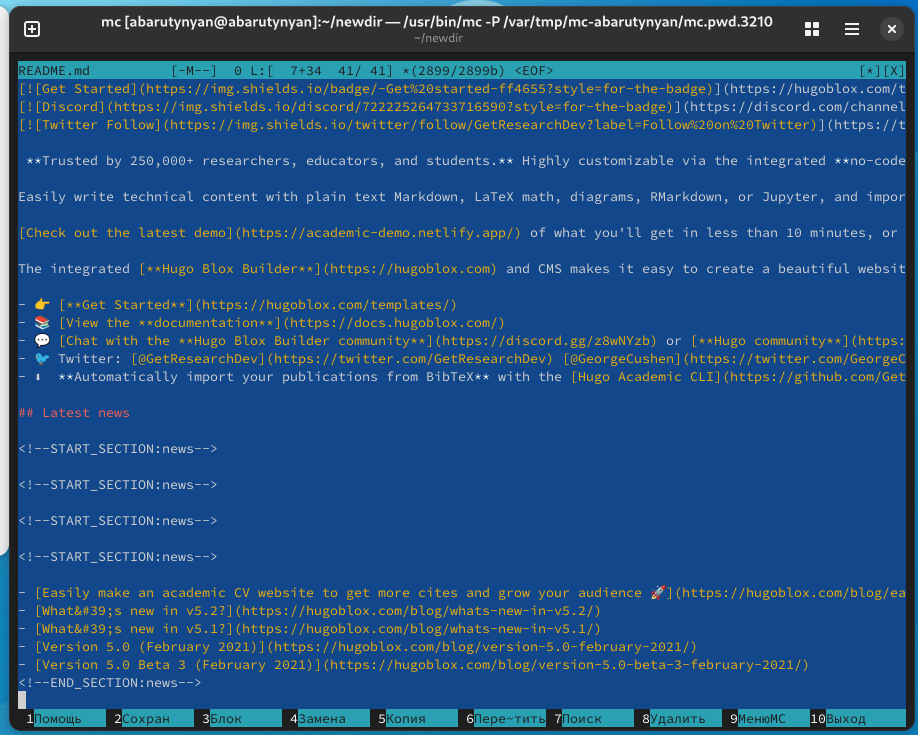 mc [abarutynyan@abarutynyan]:~/newdir — /usr/bin/mc -P /var/tmp/mc-abarutynyan/mc.pwd.3210
~/newdir
README.md [-M--] 0 L:[ 7+34 41/ 41] *(2899/2899b) <EOF> [*][X]
[![Get Started](https://img.shields.io/badge/-Get%20started-ff4655?style=for-the-badge)](https://hugoblox.com/t
[![Discord](https://img.shields.io/discord/722225264733716590?style=for-the-badge)](https://discord.com/channel
[![Twitter Follow](https://img.shields.io/twitter/follow/GetResearchDev?label=Follow%20on%20Twitter)](https://t
**Trusted by 250,000+ researchers, educators, and students.** Highly customizable via the integrated **no-code
Easily write technical content with plain text Markdown, LaTeX math, diagrams, RMarkdown, or Jupyter, and impor
[Check out the latest demo](https://academic-demo.netlify.app/) of what you'll get in less than 10 minutes, or
The integrated [**Hugo Blox Builder**](https://hugoblox.com) and CMS makes it easy to create a beautiful websit
- 👉 [**Get Started**](https://hugoblox.com/templates/)
- 📚 [View the **documentation**](https://docs.hugoblox.com/)
- 💬 [Chat with the **Hugo Blox Builder community**](https://discord.gg/z8wNYzb) or [**Hugo community**](https:
- 🐦 Twitter: [@GetResearchDev](https://twitter.com/GetResearchDev) [@GeorgeCushen](https://twitter.com/GeorgeC
- ⬇ **Automatically import your publications from BibTeX** with the [Hugo Academic CLI](https://github.com/Get
## Latest news
<!--START_SECTION:news-->
<!--START_SECTION:news-->
<!--START_SECTION:news-->
<!--START_SECTION:news-->
- [Easily make an academic CV website to get more cites and grow your audience 🚀](https://hugoblox.com/blog/ea
- [What&#39;s new in v5.2?](https://hugoblox.com/blog/whats-new-in-v5.2/)
- [What&#39;s new in v5.1?](https://hugoblox.com/blog/whats-new-in-v5.1/)
- [Version 5.0 (February 2021)](https://hugoblox.com/blog/version-5.0-february-2021/)
- [Version 5.0 Beta 3 (February 2021)](https://hugoblox.com/blog/version-5.0-beta-3-february-2021/)
<!--END_SECTION:news-->
1Помощь 2Сохран 3Блок 4Замена 5Копия 6Пере~тить 7Поиск 8Удалить 9МенюMC 10Выход